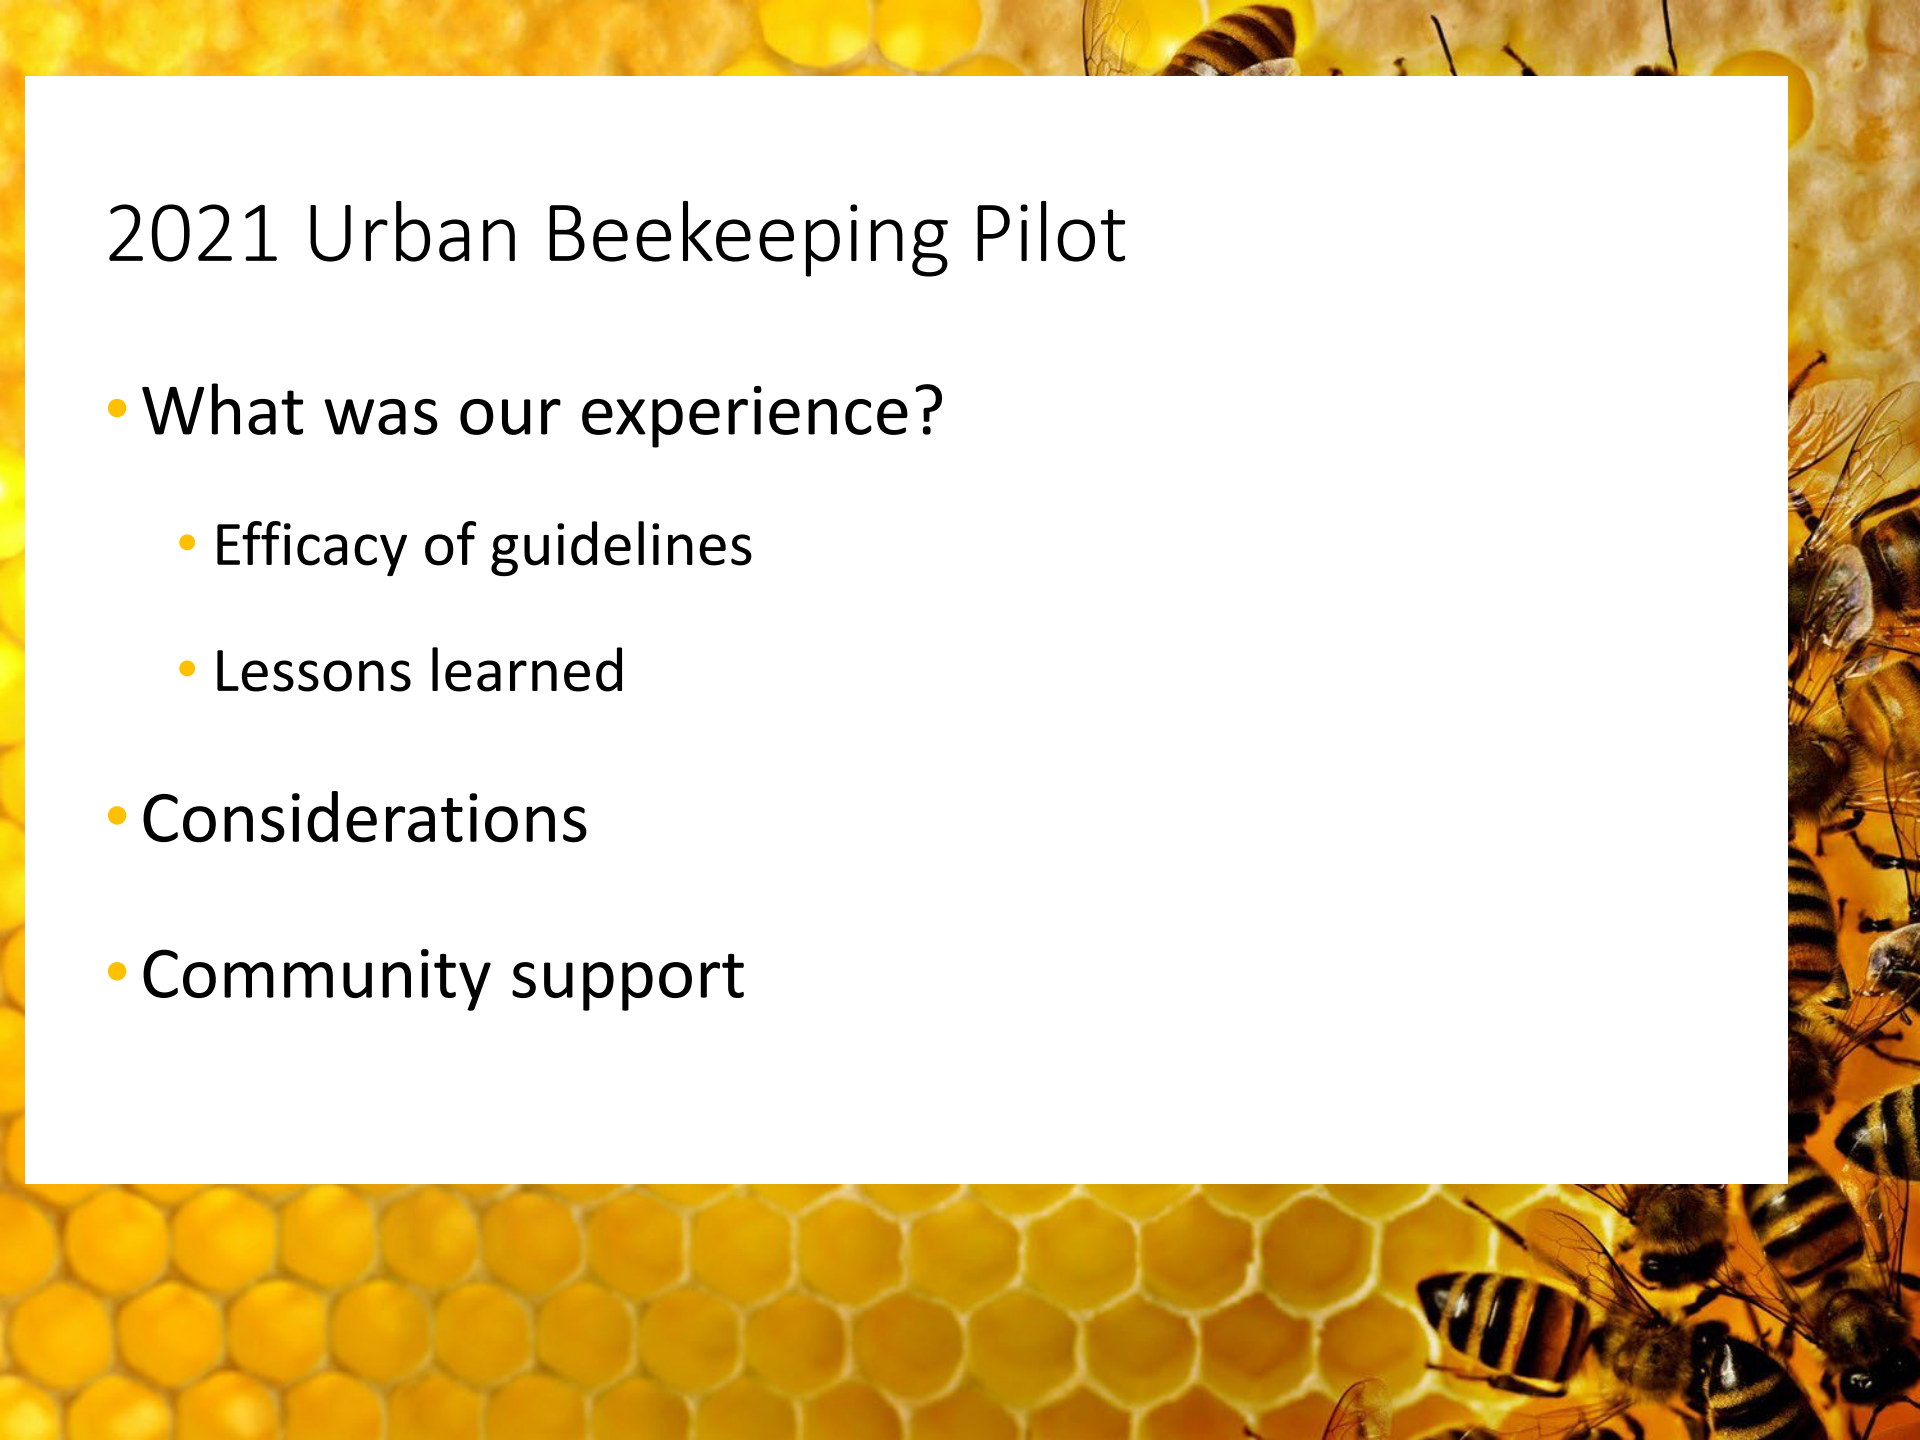 2021 Urban Beekeeping Pilot
• What was our experience?
• Efficacy of guidelines
• Lessons learned
• Considerations
• Community support